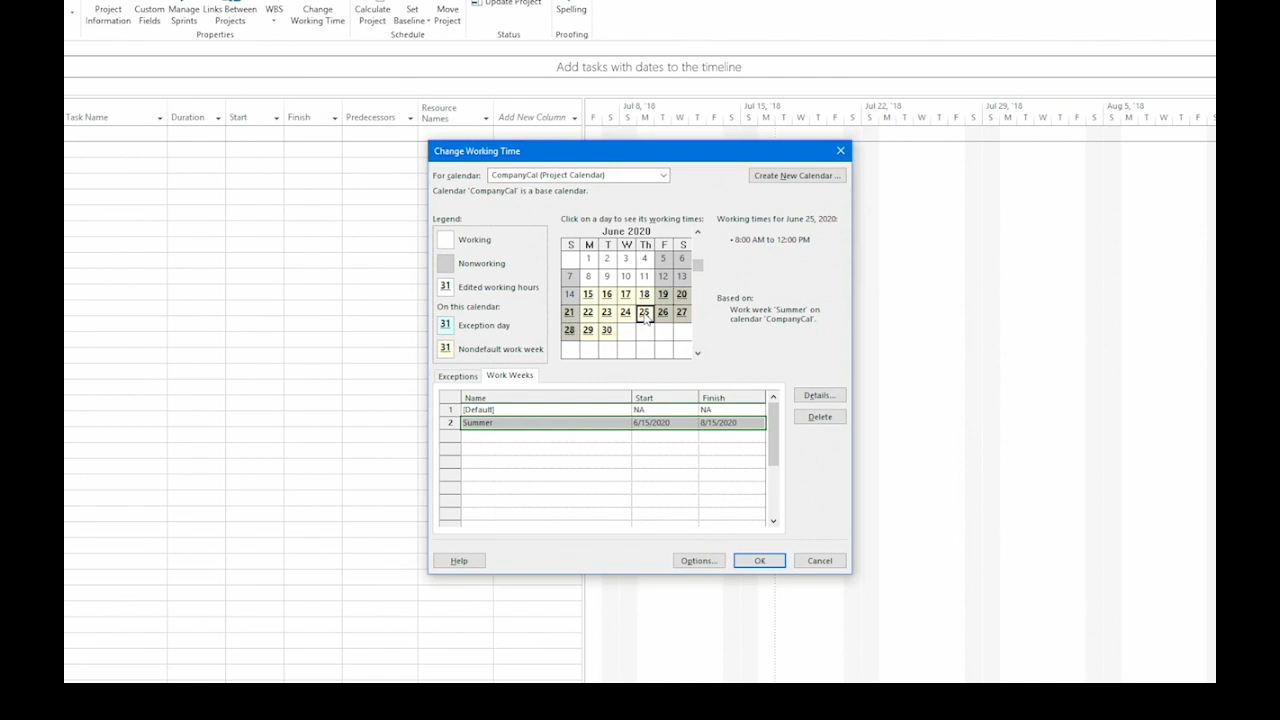 Project Information
Custom Fields
Manage Sprints
Links Between Projects
WBS
Change Working Time
Calculate Project
Set Baseline
Move Project
Update Project
Spelling
Properties
Schedule
Status
Proofing
Add tasks with dates to the timeline
Task Name
Duration
Start
Finish
Predecessors
Resource Names
Add New Column
Jul 8, '18
Jul 15, '18
Jul 22, '18
Jul 29, '18
Aug 5, '18
F S S M T W T F S S M T W T F S S M T W T F S S M T W T F S S M T W T F S
Change Working Time
For calendar:
CompanyCal (Project Calendar)
Create New Calendar ...
Calendar 'CompanyCal' is a base calendar.
Legend:
Working
Nonworking
31 Edited working hours
On this calendar:
31 Exception day
31 Nondefault work week
Click on a day to see its working times:
June 2020
S M T W Th F S
1 2 3 4 5 6
7 8 9 10 11 12 13
14 15 16 17 18 19 20
21 22 23 24 25 26 27
28 29 30
Working times for June 25, 2020:
• 8:00 AM to 12:00 PM
Based on:
Work week 'Summer' on
calendar 'CompanyCal'.
Exceptions
Work Weeks
Name Start Finish
1 [Default] NA NA
2 Summer 6/15/2020 8/15/2020
Details...
Delete
Help
Options...
OK
Cancel